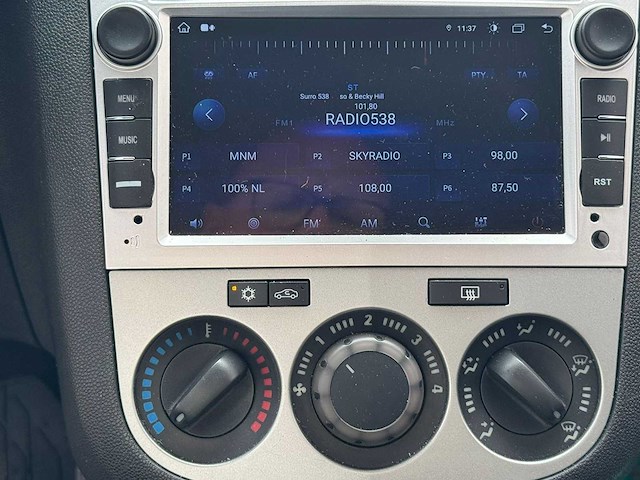 11:37
AF
PTY
TA
ST
Surro 538 so & Becky Hill
101,80
RADIO538
FM1 MHz
MENU
MUSIC
RADIO
RST
P1 MNM P2 SKYRADIO P3 98,00
P4 100% NL P5 108,00 P6 87,50
FM AM
1 2 3 4